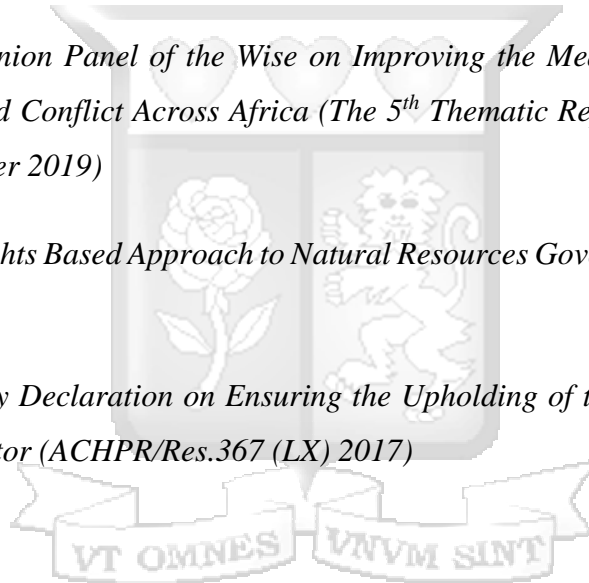 nion Panel of the Wise on Improving the Me
d Conflict Across Africa (The 5th Thematic Re
er 2019)
hts Based Approach to Natural Resources Gov
y Declaration on Ensuring the Upholding of t
tor (ACHPR/Res.367 (LX) 2017)
VT OMNES VNVM SINT